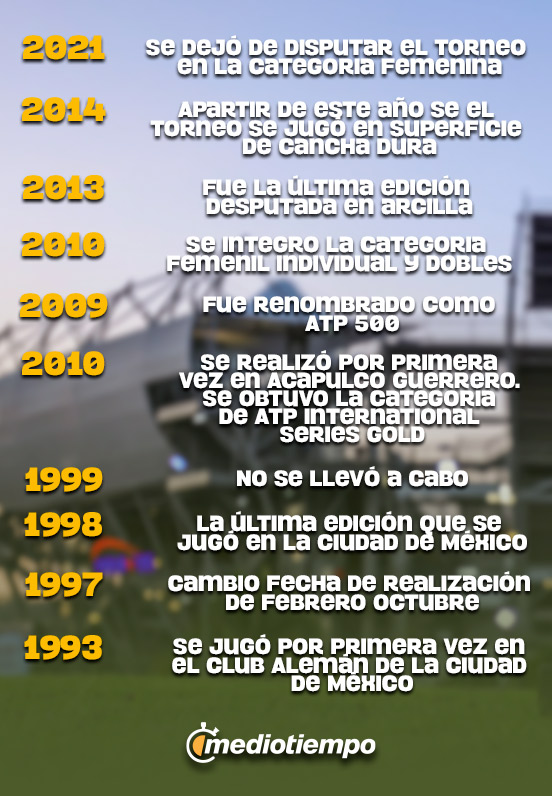 2021
SE DEJÓ DE DISPUTAR EL TORNEO
EN LA CATEGORIA FEMENINA
2014
APARTIR DE ESTE AÑO SE EL
TORNEO SE JUGÓ EN SUPERFICIE
DE CANCHA DURA
2013
FUE LA ÚLTIMA EDICIÓN
DESPUTADA EN ARCILLA
2010
SE INTEGRO LA CATEGORIA
FEMENIL INDIVIDUAL Y DOBLES
2009
FUE RENOMBRADO COMO
ATP 500
2010
SE REALIZÓ POR PRIMERA
VEZ EN ACAPULCO GUERRERO.
SE OBTUVO LA CATEGORIA
DE ATP INTERNATIONAL
SERIES GOLD
1999
NO SE LLEVÓ A CABO
1998
LA ÚLTIMA EDICIÓN QUE SE
JUGÓ EN LA CIUDAD DE MÉXICO
1997
CAMBIO FECHA DE REALIZACIÓN
DE FEBRERO OCTUBRE
1993
SE JUGÓ POR PRIMERA VEZ EN
EL CLUB ALEMÁN DE LA CIUDAD
DE MÉXICO
mediotiempo